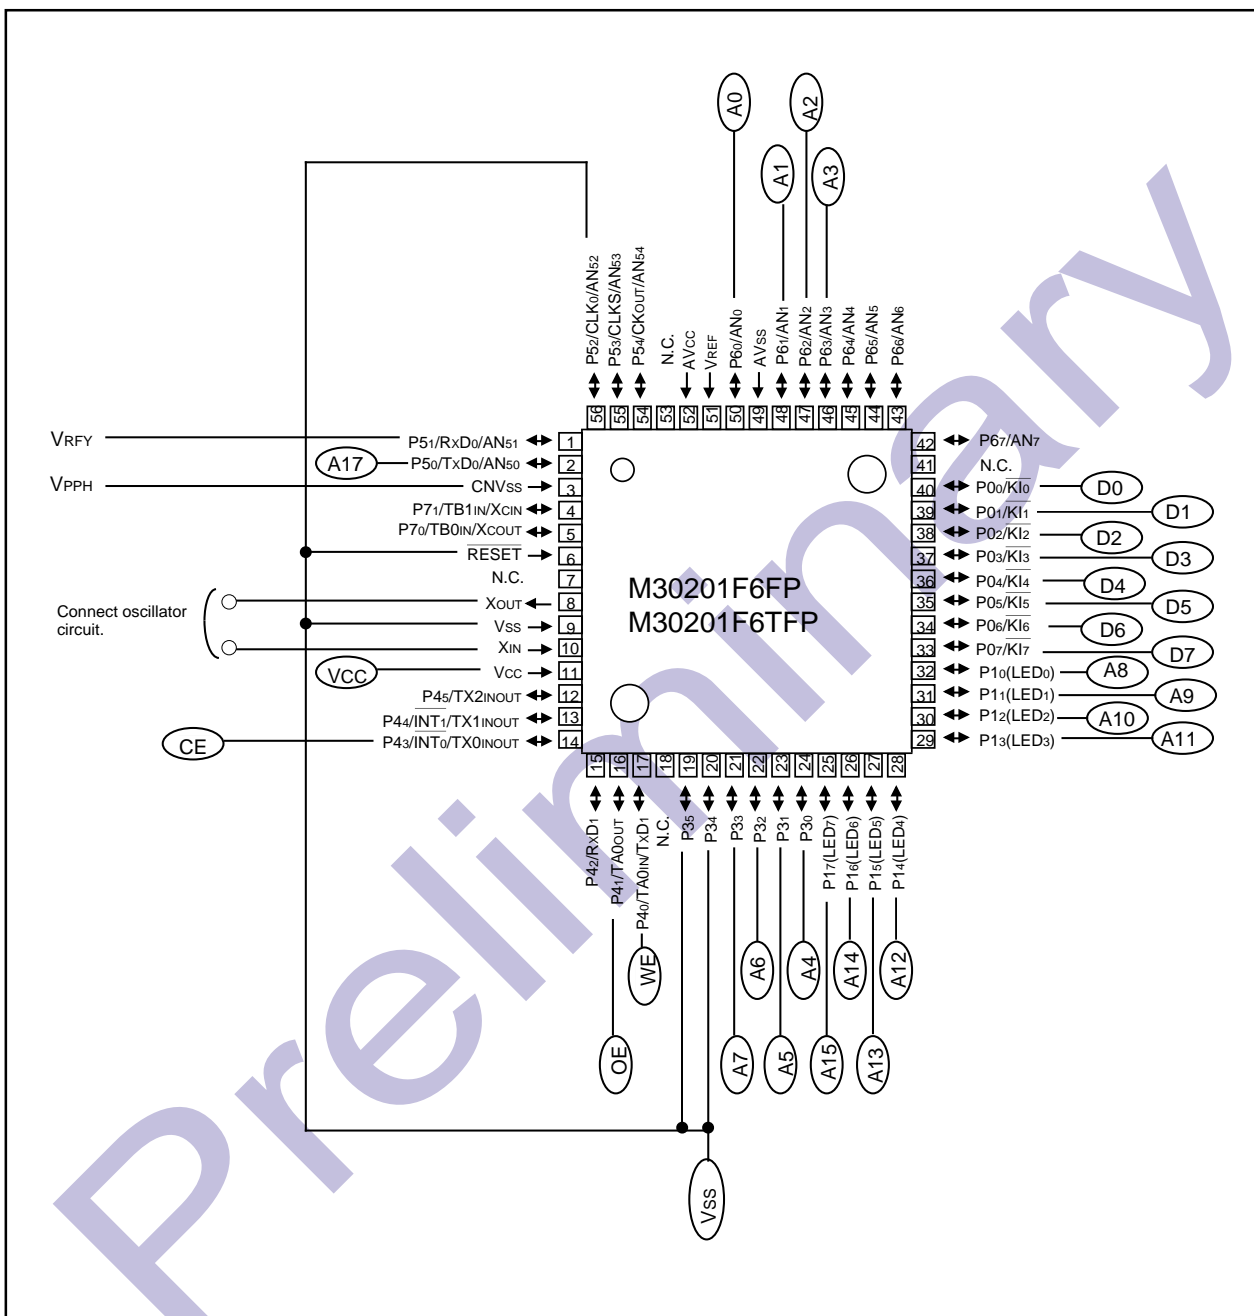 A0
A2
A1
A3
P52/CLK0/AN52
P53/CLKS/AN53
P54/CKOUT/AN54
N.C.
AVCC
VREF
P60/AN0
AVSS
P61/AN1
P62/AN2
P63/AN3
P64/AN4
P65/AN5
P66/AN6
56 55 54 53 52 51 50 49 48 47 46 45 44 43
VRFY P51/RXD0/AN51 1
A17 P50/TXD0/AN50 2
VPPH CNVSS 3
P71/TB1IN/XCIN 4
P70/TB0IN/XCOUT 5
RESET 6
N.C. 7
XOUT 8
Connect oscillator
circuit.
VSS 9
XIN 10
VCC VCC 11
P45/TX2INOUT 12
P44/INT1/TX1INOUT 13
CE P43/INT0/TX0INOUT 14
M30201F6FP
M30201F6TFP
42 P67/AN7
41 N.C.
40 P00/KI0 D0
39 P01/KI1 D1
38 P02/KI2 D2
37 P03/KI3 D3
36 P04/KI4 D4
35 P05/KI5 D5
34 P06/KI6 D6
33 P07/KI7 D7
32 P10(LED0) A8
31 P11(LED1) A9
30 P12(LED2) A10
29 P13(LED3) A11
15 16 17 18 19 20 21 22 23 24 25 26 27 28
P42/RXD1
P41/TA0OUT
P40/TA0IN/TXD1
N.C.
P35
P34
P33
P32
P31
P30
P17(LED7)
P16(LED6)
P15(LED5)
P14(LED4)
WE
A6
A4
A14
A12
OE
A7
A5
A15
A13
VSS
Preliminary